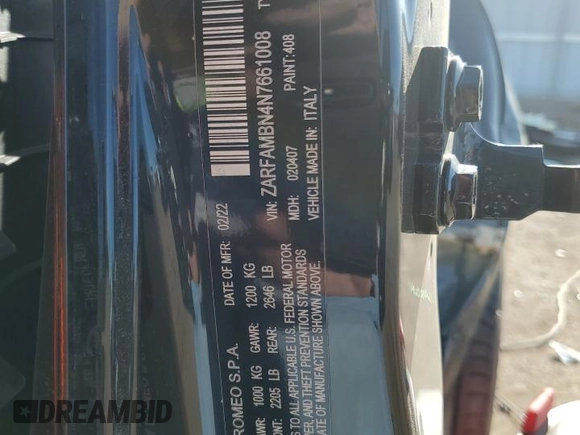 ROMEO S.P.A. DATE OF MFR: 02/22
GAWR: 1000 KG GAWR: 1200 KG
2205 LB REAR: 2646 LB
TO ALL APPLICABLE U.S. FEDERAL MOTOR
AND THEFT PREVENTION STANDARDS
DATE OF MANUFACTURE SHOWN ABOVE.
VIN: ZARFAMBN4N7661008
MDH: 020407 PAINT: 408
VEHICLE MADE IN: ITALY
DREAMBID